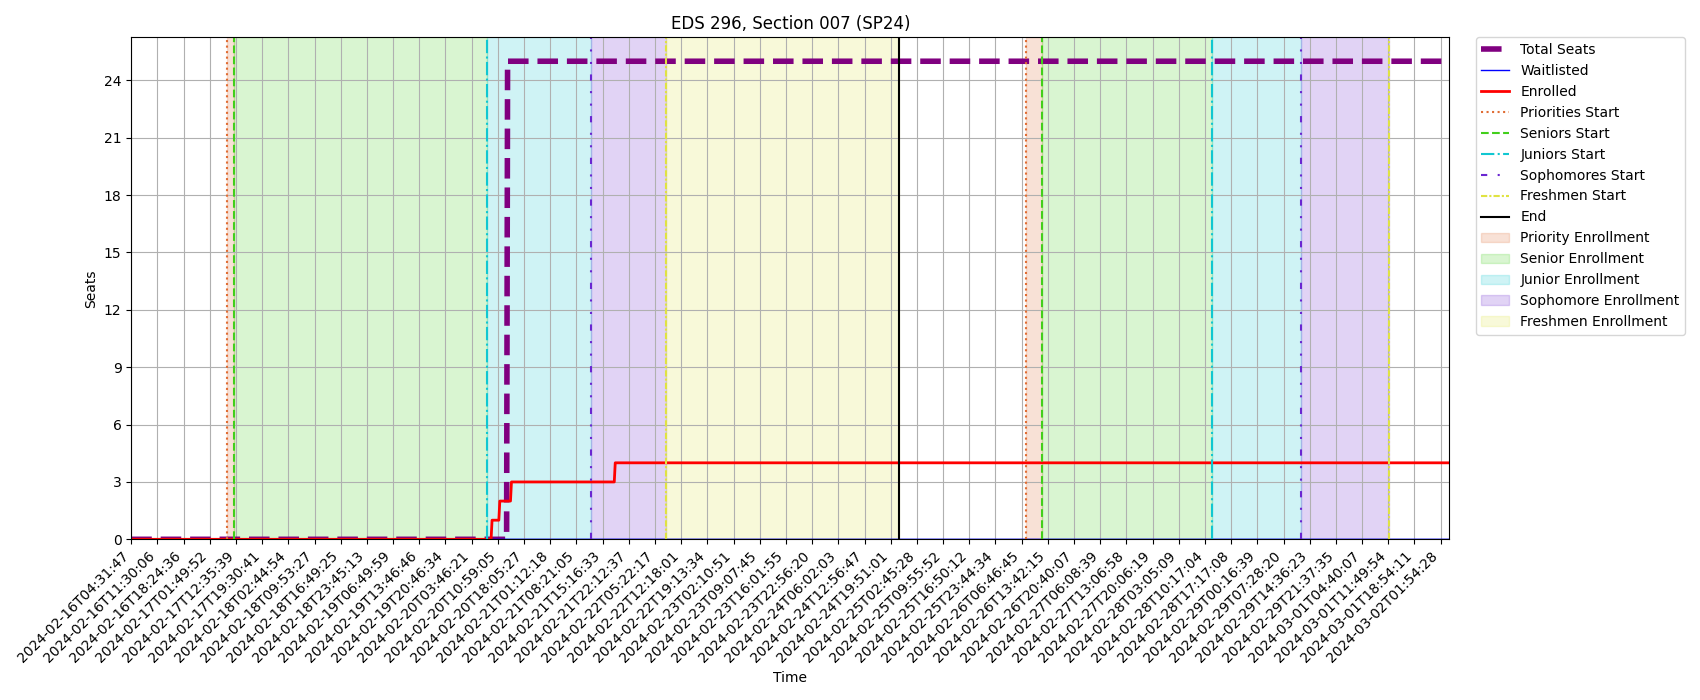 EDS 296, Section 007 (SP24)
Seats
24
21
18
15
12
9
6
3
0
2024-02-16T04:31:47
2024-02-16T11:30:06
2024-02-16T18:24:36
2024-02-17T01:49:52
2024-02-17T12:35:39
2024-02-17T19:30:41
2024-02-18T02:44:54
2024-02-18T09:53:27
2024-02-18T16:49:25
2024-02-18T23:45:13
2024-02-19T06:49:59
2024-02-19T13:46:46
2024-02-19T20:46:34
2024-02-20T03:46:21
2024-02-20T10:59:05
2024-02-20T18:05:27
2024-02-21T01:12:18
2024-02-21T08:21:05
2024-02-21T15:16:33
2024-02-21T22:12:37
2024-02-22T05:22:17
2024-02-22T12:18:01
2024-02-22T19:13:34
2024-02-23T02:10:51
2024-02-23T09:07:45
2024-02-23T16:01:55
2024-02-23T22:56:20
2024-02-24T06:02:03
2024-02-24T12:56:47
2024-02-24T19:51:01
2024-02-25T02:45:28
2024-02-25T09:55:52
2024-02-25T16:50:12
2024-02-25T23:44:34
2024-02-26T06:46:45
2024-02-26T13:42:15
2024-02-26T20:40:07
2024-02-27T06:08:39
2024-02-27T13:06:58
2024-02-27T20:06:19
2024-02-28T03:05:09
2024-02-28T10:17:04
2024-02-28T17:17:08
2024-02-29T00:16:39
2024-02-29T07:28:20
2024-02-29T14:36:23
2024-02-29T21:37:35
2024-03-01T04:40:07
2024-03-01T11:49:54
2024-03-01T18:54:11
2024-03-02T01:54:28
Time
Total Seats
Waitlisted
Enrolled
Priorities Start
Seniors Start
Juniors Start
Sophomores Start
Freshmen Start
End
Priority Enrollment
Senior Enrollment
Junior Enrollment
Sophomore Enrollment
Freshmen Enrollment